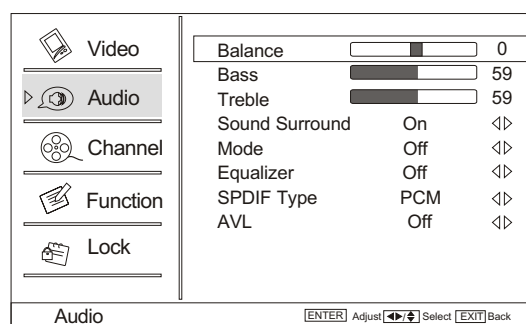 Video
Audio
Channel
Function
Lock
Balance 0
Bass 59
Treble 59
Sound Surround On
Mode Off
Equalizer Off
SPDIF Type PCM
AVL Off
Audio
ENTER Adjust / Select EXIT Back